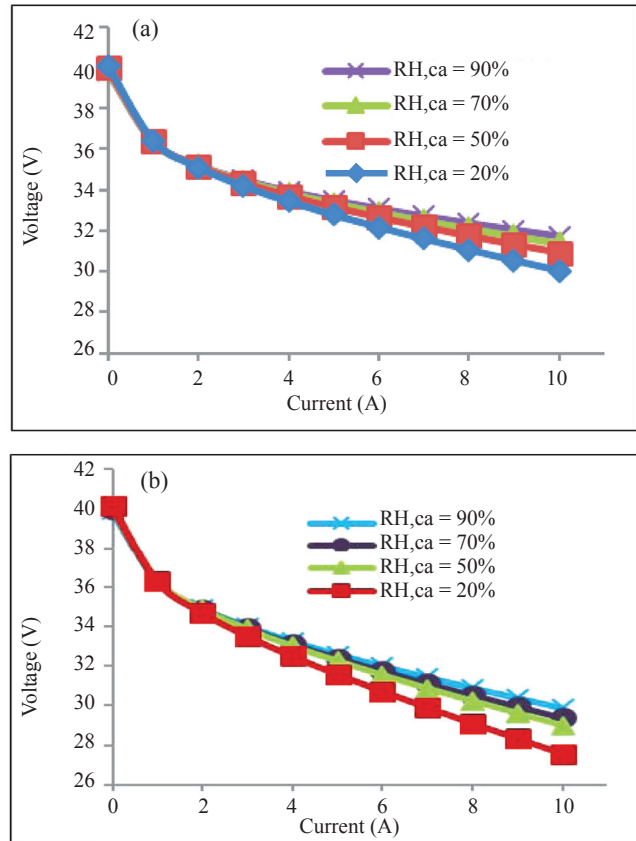 (a)
42
40
38
36
34
32
30
28
26
Voltage (V)
RH,ca = 90%
RH,ca = 70%
RH,ca = 50%
RH,ca = 20%
0 2 4 6 8 10
Current (A)
(b)
42
40
38
36
34
32
30
28
26
Voltage (V)
RH,ca = 90%
RH,ca = 70%
RH,ca = 50%
RH,ca = 20%
0 2 4 6 8 10
Current (A)